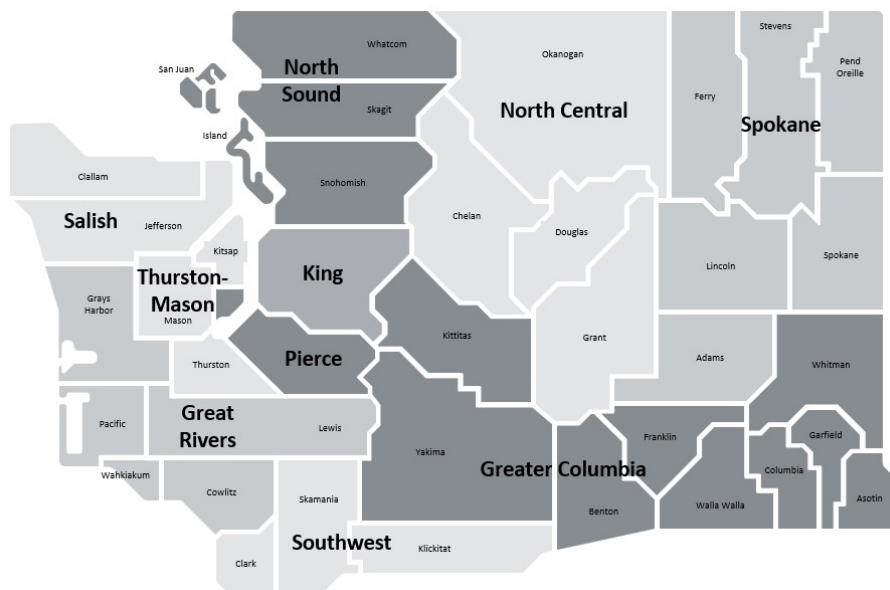 Stevens
Whatcom
Okanogan
Pend
Oreille
San Juan
North
Sound
Ferry
Skagit
North Central
Spokane
Island
Clallam
Snohomish
Salish
Jefferson
Chelan
Douglas
Kitsap
Thurston-
Mason
King
Lincoln
Spokane
Grays
Harbor
Mason
Kittitas
Grant
Thurston
Pierce
Adams
Whitman
Great
Rivers
Pacific
Lewis
Franklin
Garfield
Yakima
Greater Columbia
Columbia
Wahkiakum
Cowlitz
Skamania
Benton
Walla Walla
Asotin
Southwest
Klickitat
Clark